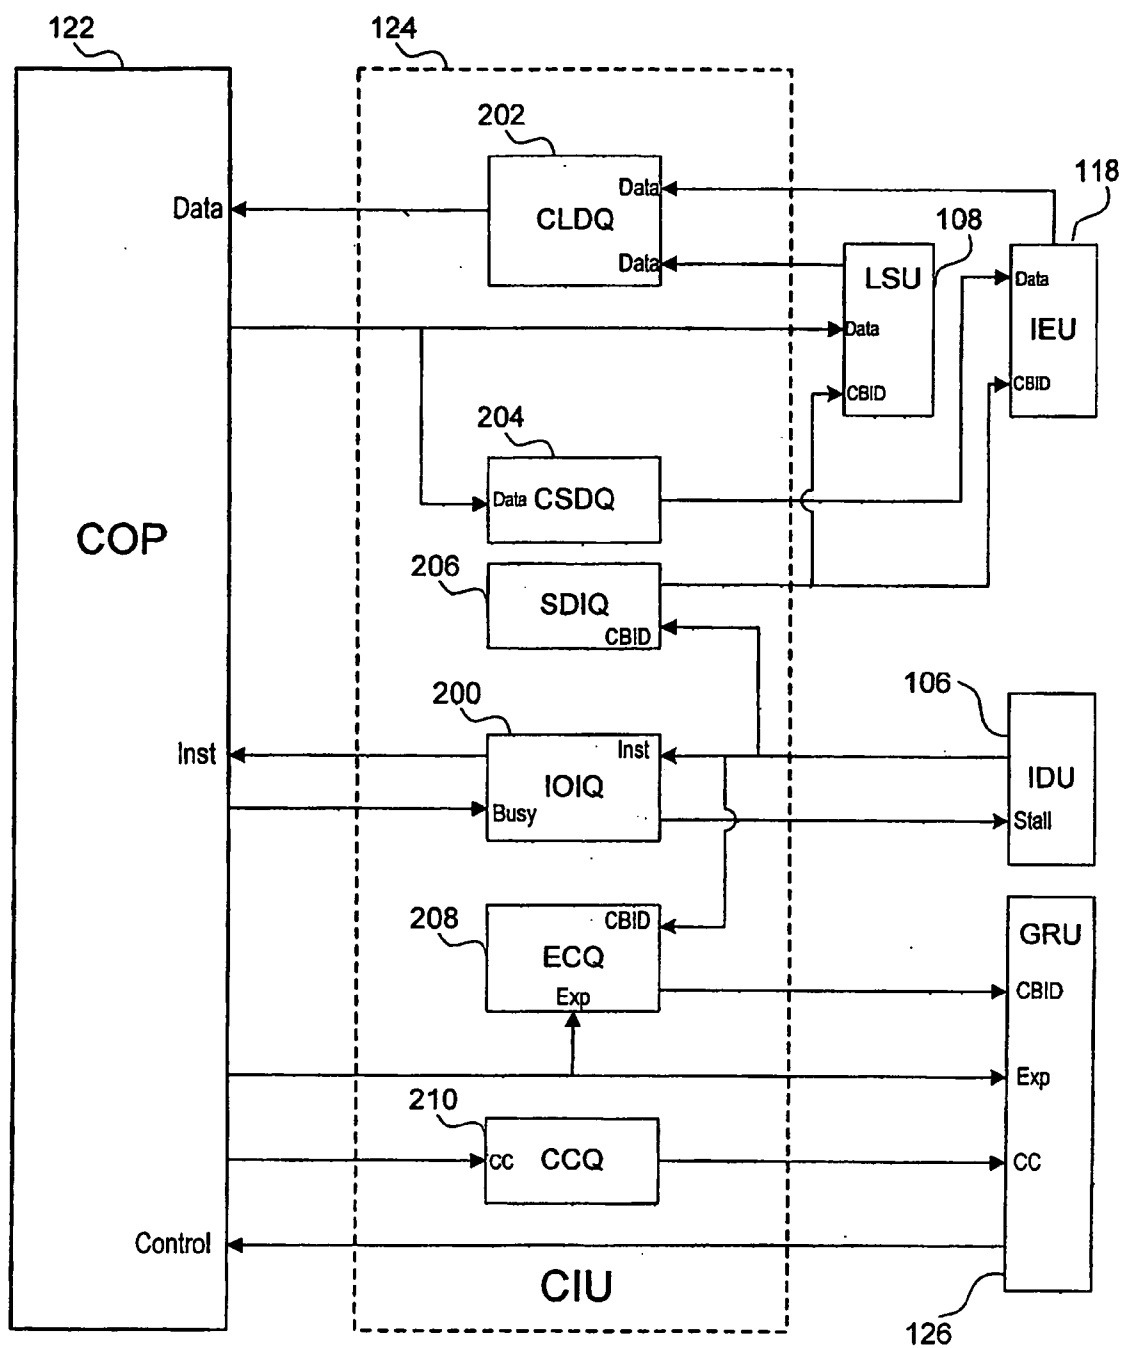 122
124
202
118
Data
Data
CLDQ
108
LSU
Data
Data
IEU
Data
CBID
CBID
204
Data
CSDQ
COP
206
SDIQ
CBID
200
106
Inst
Inst
IOIQ
IDU
Busy
Stall
208
CBID
GRU
ECQ
CBID
Exp
Exp
210
CC
CCQ
CC
Control
CIU
126